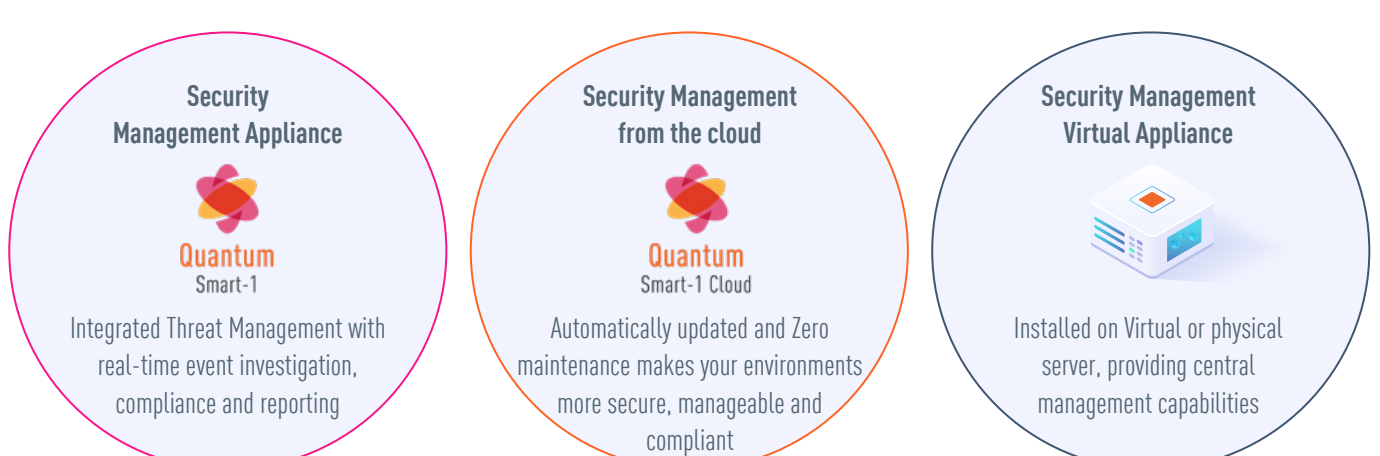 Security
Management Appliance
Quantum
Smart-1
Integrated Threat Management with
real-time event investigation,
compliance and reporting
Security Management
from the cloud
Quantum
Smart-1 Cloud
Automatically updated and Zero
maintenance makes your environments
more secure, manageable and
compliant
Security Management
Virtual Appliance
Installed on Virtual or physical
server, providing central
management capabilities